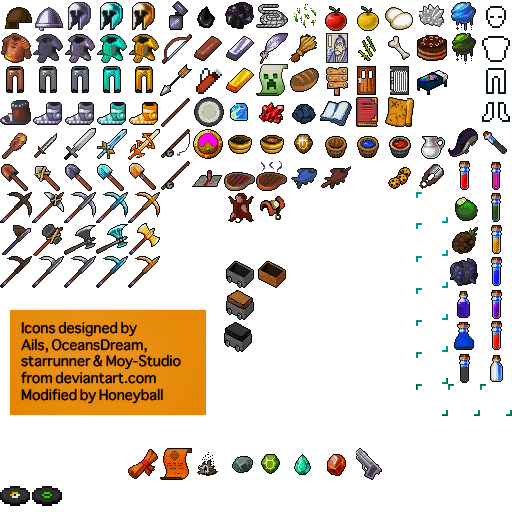 Icons designed by
Ails, OceansDream,
starrunner & Moy-Studio
from deviantart.com
Modified by Honeyball